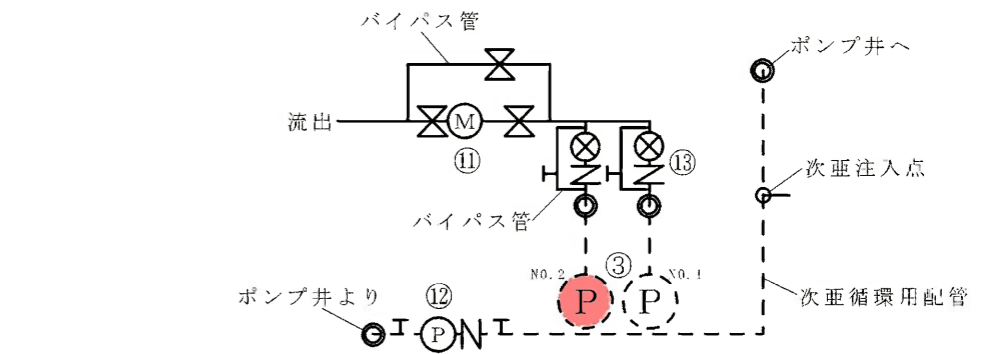 バイパス管
ポンプ井へ
流出
M
⑪
⑬
次亜注入点
バイパス管
NO.2
③
NO.1
ポンプ井より
⑫
P
P
P
次亜循環用配管